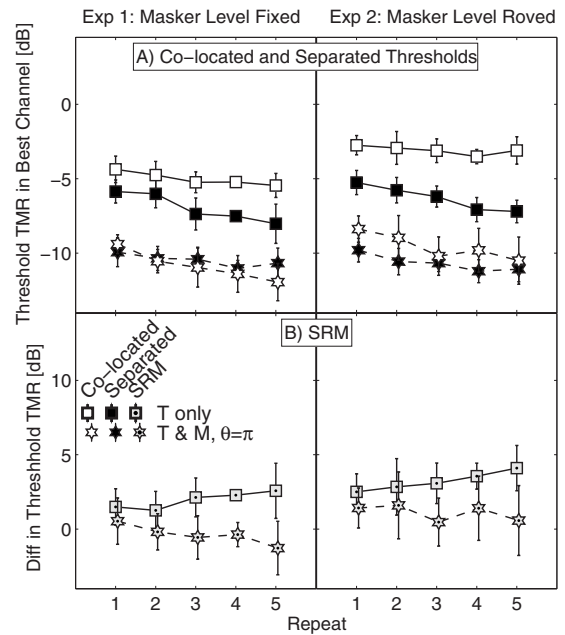 Exp 1: Masker Level Fixed
Exp 2: Masker Level Roved
A) Co-located and Separated Thresholds
Threshold TMR in Best Channel [dB]
0
−5
−10
B) SRM
Diff in Threshhold TMR [dB]
10
5
0
Co-located
Separated
SRM
T only
T & M, θ=π
1 2 3 4 5
1 2 3 4 5
Repeat